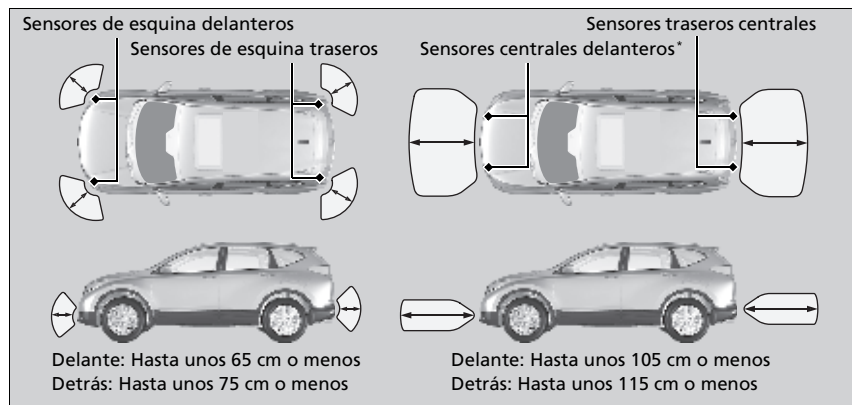 Sensores de esquina delanteros
Sensores de esquina traseros
Sensores traseros centrales
Sensores centrales delanteros*
Delante: Hasta unos 65 cm o menos
Detrás: Hasta unos 75 cm o menos
Delante: Hasta unos 105 cm o menos
Detrás: Hasta unos 115 cm o menos